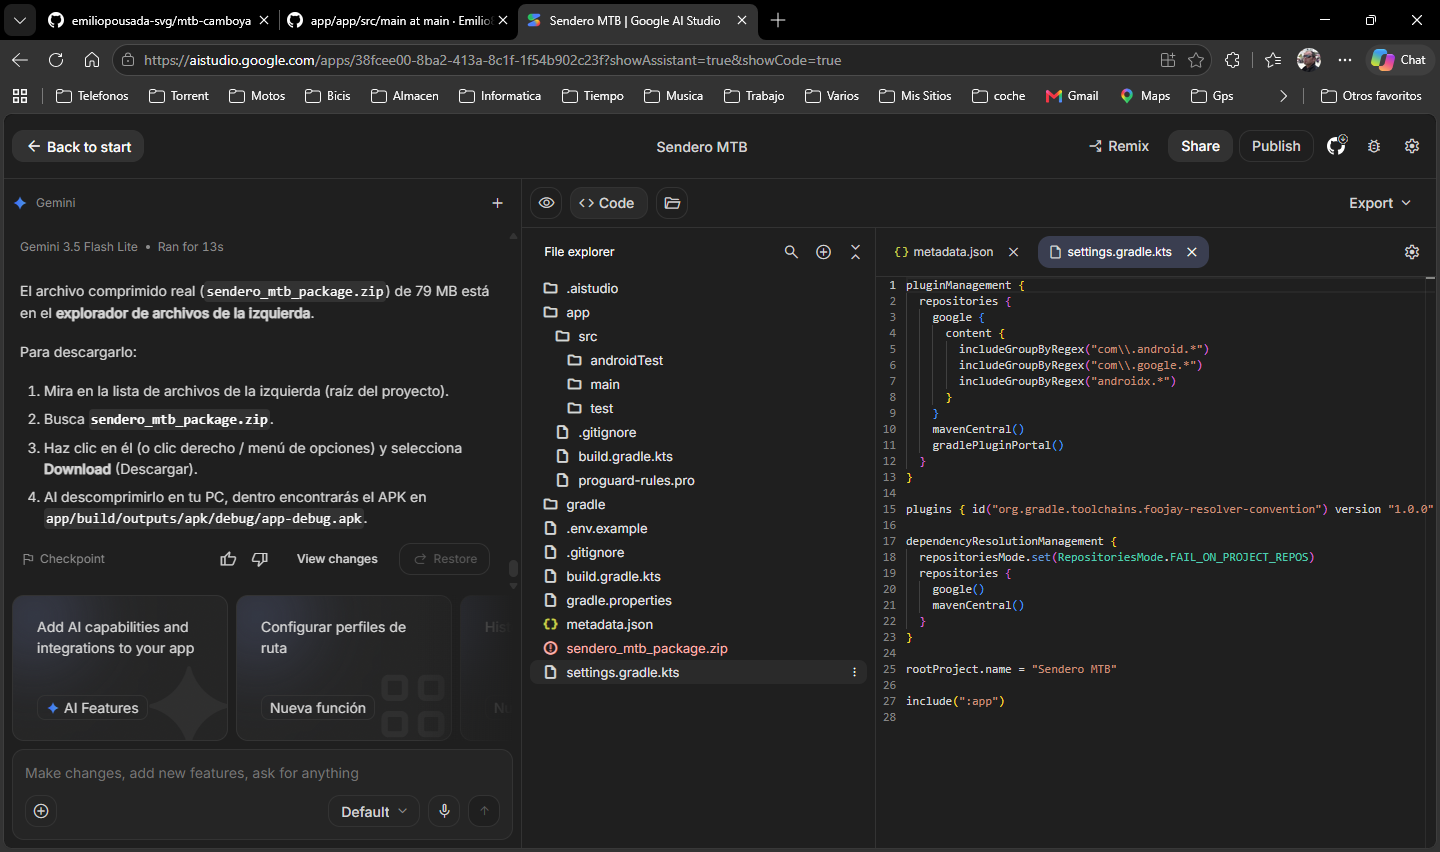 emiliopousada-svg/mtb-camboya
app/app/src/main at main · Emilio
Sendero MTB | Google AI Studio
https://aistudio.google.com/apps/38fcee00-8ba2-413a-8c1f-1f54b902c23f?showAssistant=true&showCode=true
Chat
Telefonos
Torrent
Motos
Bicis
Almacen
Informatica
Tiempo
Musica
Trabajo
Varios
Mis Sitios
coche
Gmail
Maps
Gps
Otros favoritos
Back to start
Sendero MTB
Remix
Share
Publish
Gemini
Code
Export
Gemini 3.5 Flash Lite • Ran for 13s
El archivo comprimido real (sendero_mtb_package.zip) de 79 MB está
en el explorador de archivos de la izquierda.
Para descargarlo:
1. Mira en la lista de archivos de la izquierda (raíz del proyecto).
2. Busca sendero_mtb_package.zip.
3. Haz clic en él (o clic derecho / menú de opciones) y selecciona
Download (Descargar).
4. Al descomprimirlo en tu PC, dentro encontrarás el APK en
app/build/outputs/apk/debug/app-debug.apk.
Checkpoint
View changes
Restore
Add AI capabilities and
integrations to your app
AI Features
Configurar perfiles de
ruta
Nueva función
His
Nu
Make changes, add new features, ask for anything
Default
File explorer
.aistudio
app
src
androidTest
main
test
.gitignore
build.gradle.kts
proguard-rules.pro
gradle
.env.example
.gitignore
build.gradle.kts
gradle.properties
metadata.json
sendero_mtb_package.zip
settings.gradle.kts
metadata.json
settings.gradle.kts
1 pluginManagement {
2 repositories {
3 google {
4 content {
5 includeGroupByRegex("com\\.android.*")
6 includeGroupByRegex("com\\.google.*")
7 includeGroupByRegex("androidx.*")
8 }
9 }
10 mavenCentral()
11 gradlePluginPortal()
12 }
13 }
14
15 plugins { id("org.gradle.toolchains.foojay-resolver-convention") version "1.0.0"
16
17 dependencyResolutionManagement {
18 repositoriesMode.set(RepositoriesMode.FAIL_ON_PROJECT_REPOS)
19 repositories {
20 google()
21 mavenCentral()
22 }
23 }
24
25 rootProject.name = "Sendero MTB"
26
27 include(":app")
28